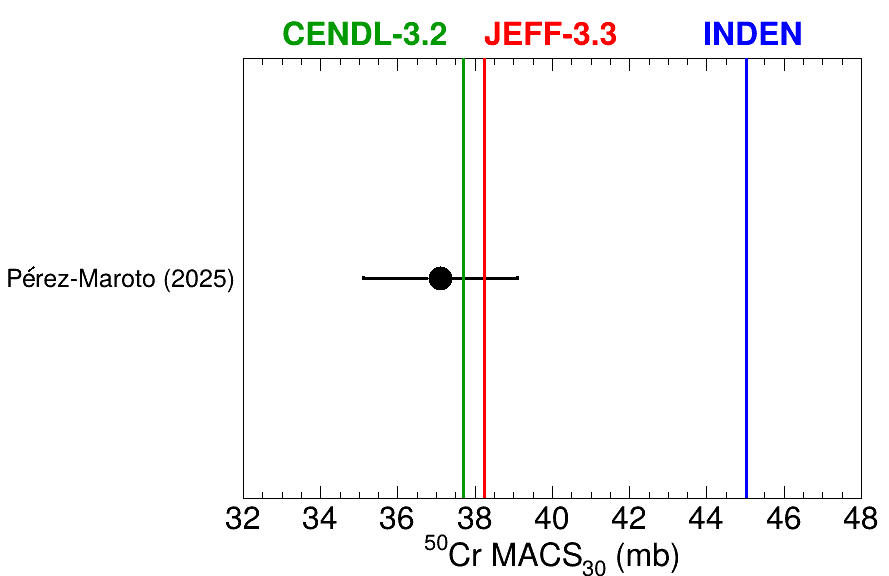 CENDL-3.2 JEFF-3.3 INDEN
Pérez-Maroto (2025)
32 34 36 38 40 42 44 46 48
⁵⁰Cr MACS₃₀ (mb)